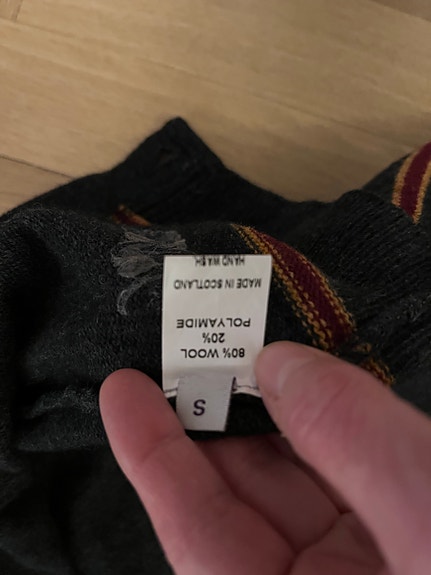 S
80% WOOL
20%
POLYAMIDE
MADE IN SCOTLAND
HAND WASH